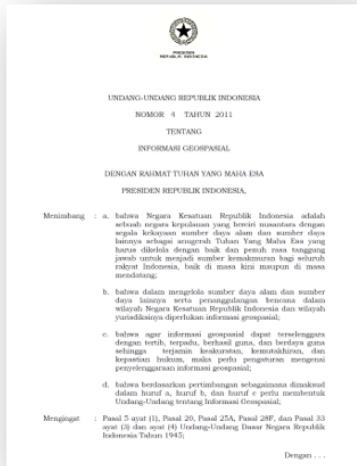 PRESIDEN
REPUBLIK INDONESIA
UNDANG-UNDANG REPUBLIK INDONESIA
NOMOR 4 TAHUN 2011
TENTANG
INFORMASI GEOSPASIAL
DENGAN RAHMAT TUHAN YANG MAHA ESA
PRESIDEN REPUBLIK INDONESIA,
Menimbang : a. bahwa Negara Kesatuan Republik Indonesia adalah
sebuah negara kepulauan yang berciri nusantara dengan
segala kekayaan sumber daya alam dan sumber daya
lainnya sebagai anugerah Tuhan Yang Maha Esa yang
harus dikelola dengan baik dan penuh rasa tanggung
jawab untuk menjadi sumber kemakmuran bagi seluruh
rakyat Indonesia, baik di masa kini maupun di masa
mendatang;
b. bahwa dalam mengelola sumber daya alam dan sumber
daya lainnya serta penanggulangan bencana dalam
wilayah Negara Kesatuan Republik Indonesia dan wilayah
yurisdiksinya diperlukan informasi geospasial;
c. bahwa agar informasi geospasial dapat terselenggara
dengan tertib, terpadu, berhasil guna, dan berdaya guna
sehingga terjamin keakuratan, kemutakhiran, dan
kepastian hukum, maka perlu pengaturan mengenai
penyelenggaraan informasi geospasial;
d. bahwa berdasarkan pertimbangan sebagaimana dimaksud
dalam huruf a, huruf b, dan huruf c perlu membentuk
Undang-Undang tentang Informasi Geospasial;
Mengingat : Pasal 5 ayat (1), Pasal 20, Pasal 25A, Pasal 28F, dan Pasal 33
ayat (3) dan ayat (4) Undang-Undang Dasar Negara Republik
Indonesia Tahun 1945;
Dengan . . .